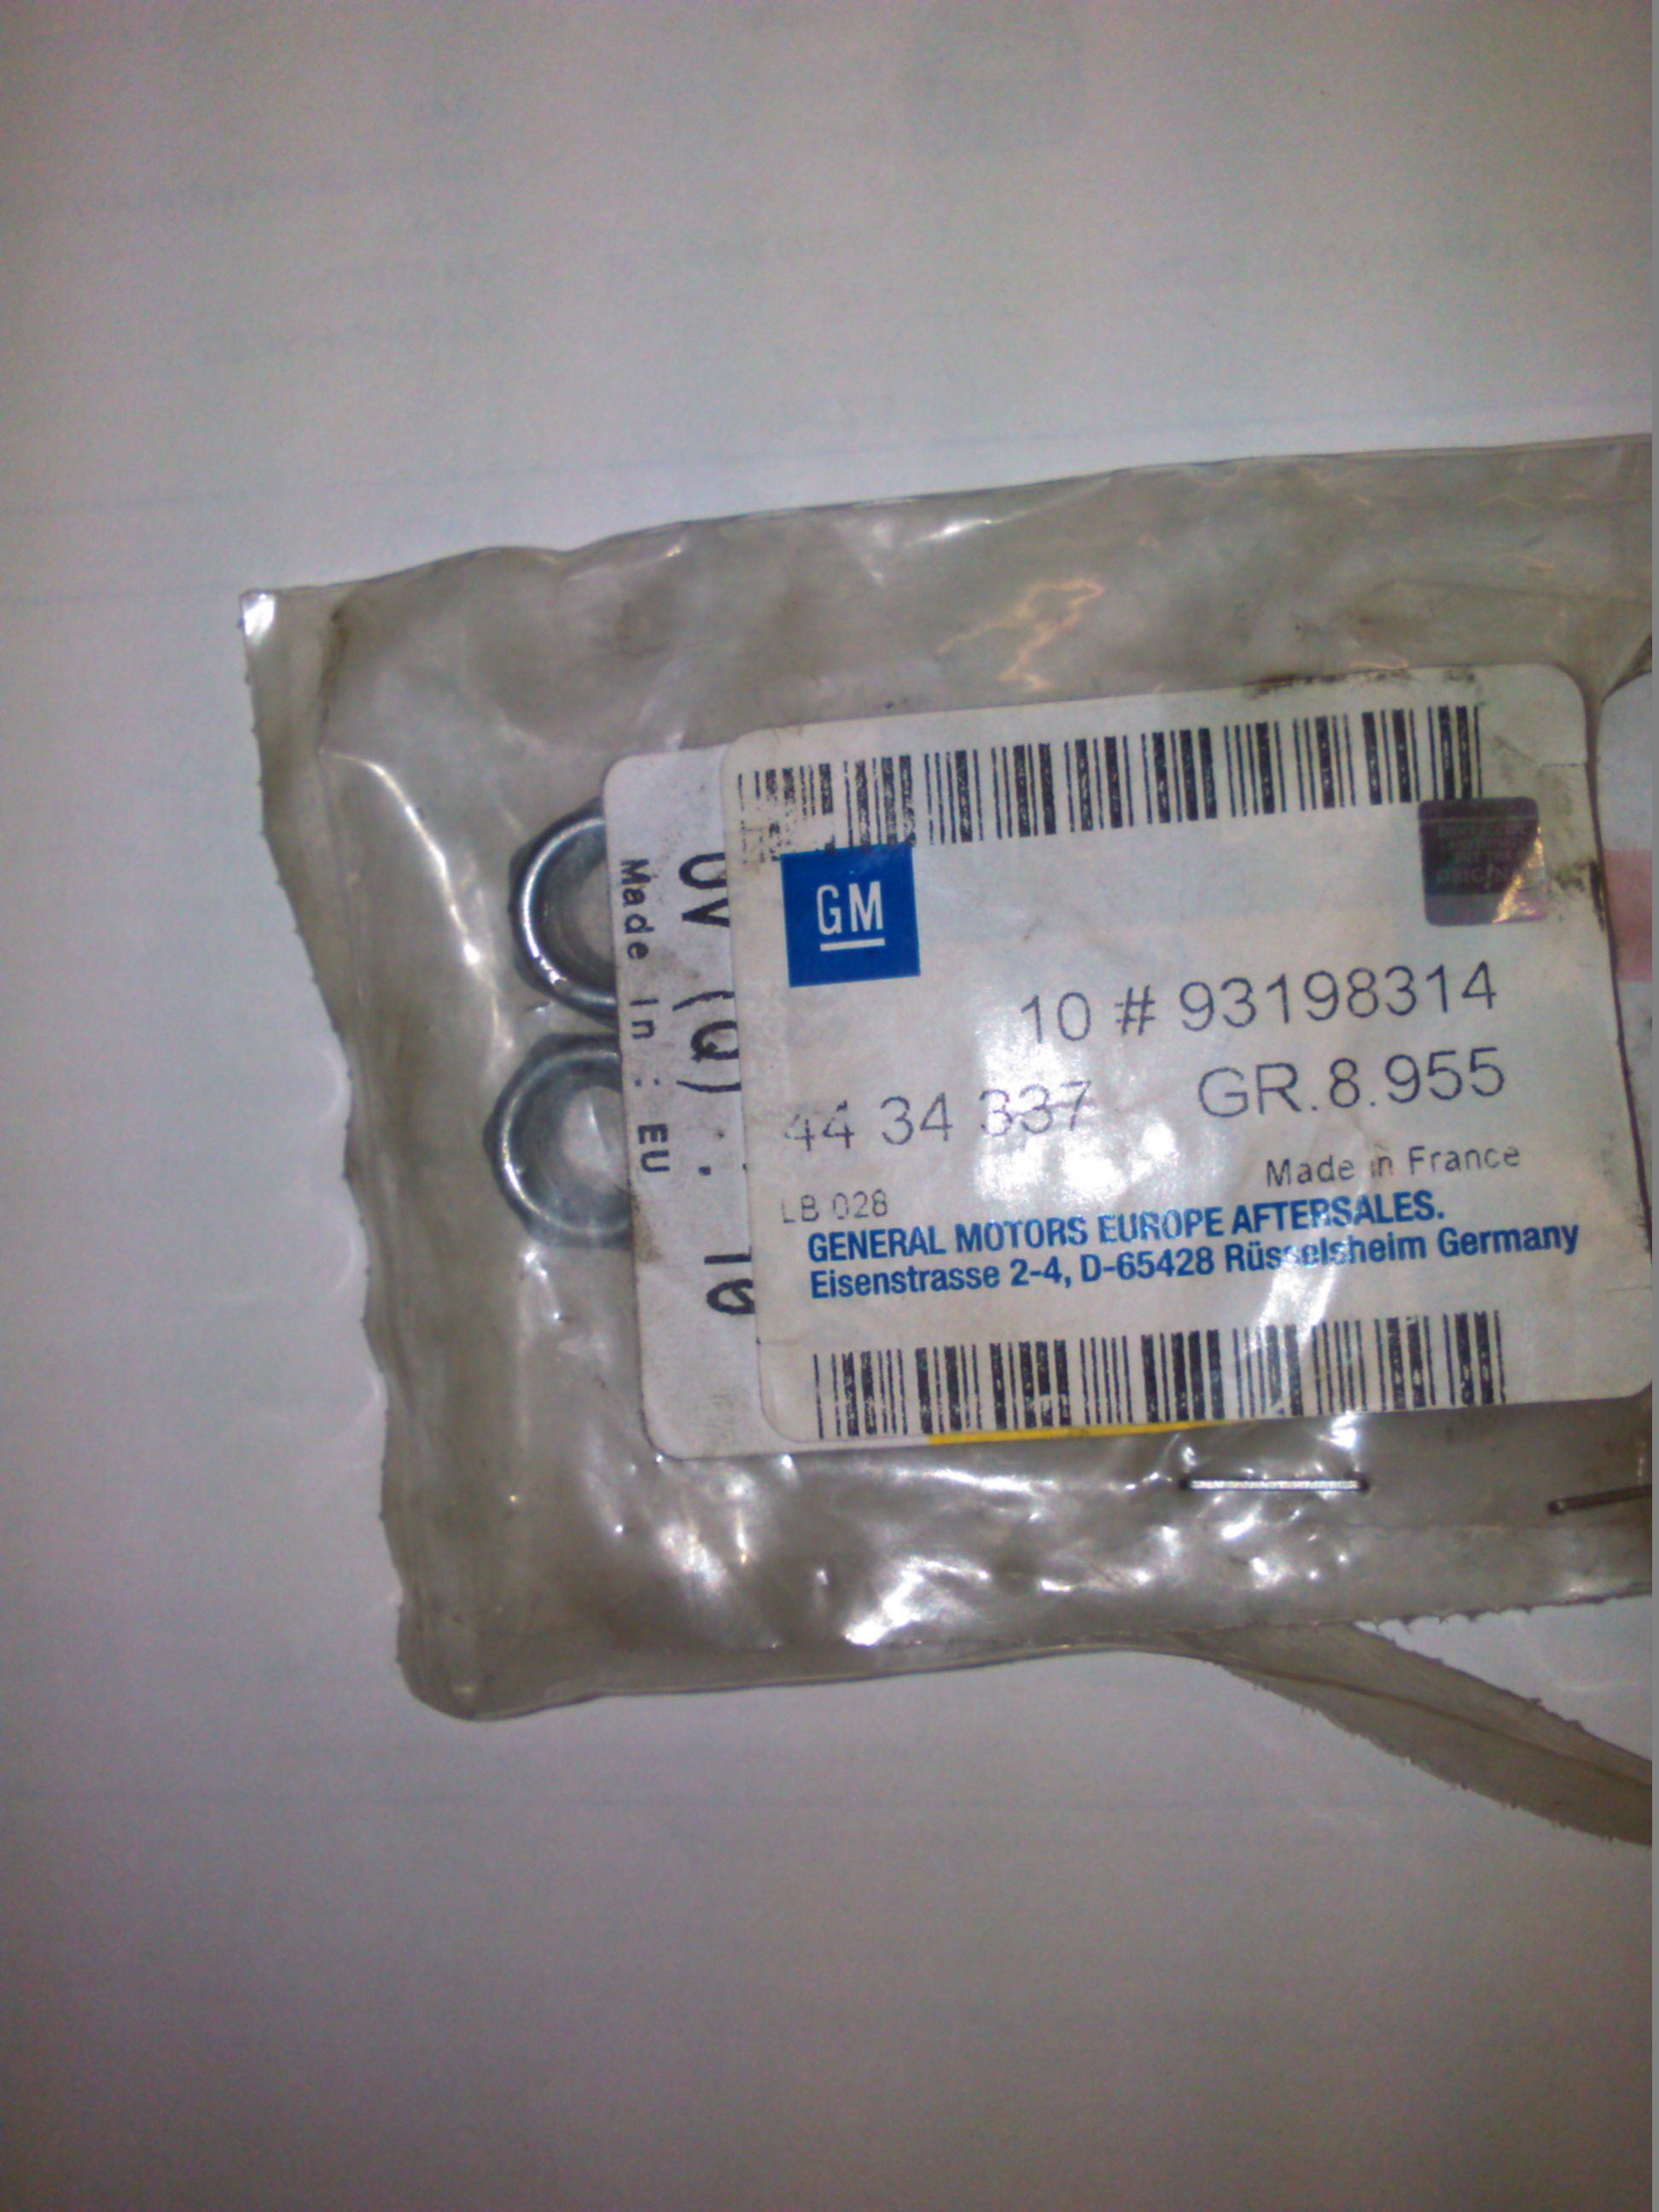 GM
10 # 93198314
44 34 337 GR.8.955
Made in France
LB 028
GENERAL MOTORS EUROPE AFTERSALES.
Eisenstrasse 2-4, D-65428 Rüsselsheim Germany
Made In : EU
UV (Q) :